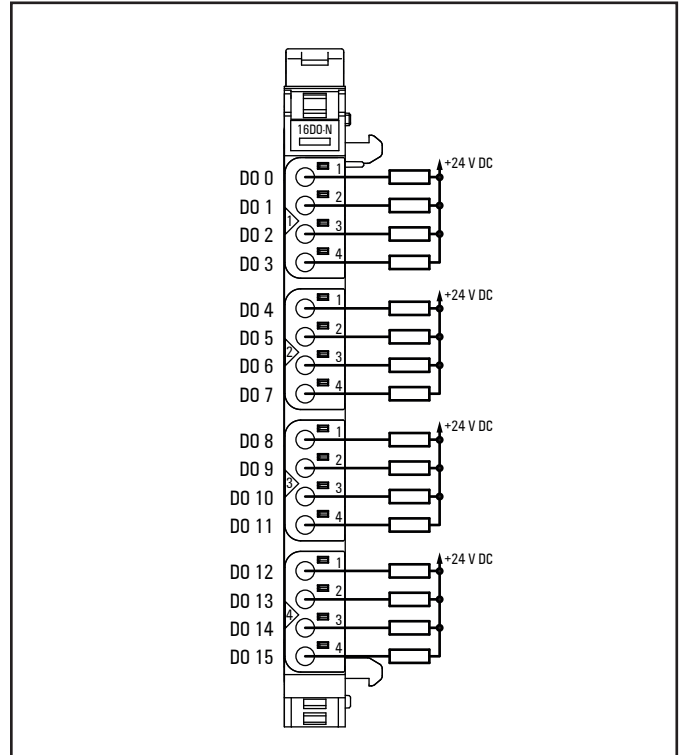 16DO-N
+24 V DC
DO 0 1
DO 1 2
1
DO 2 3
DO 3 4
+24 V DC
DO 4 1
DO 5 2
2
DO 6 3
DO 7 4
+24 V DC
DO 8 1
DO 9 2
3
DO 10 3
DO 11 4
+24 V DC
DO 12 1
DO 13 2
4
DO 14 3
DO 15 4